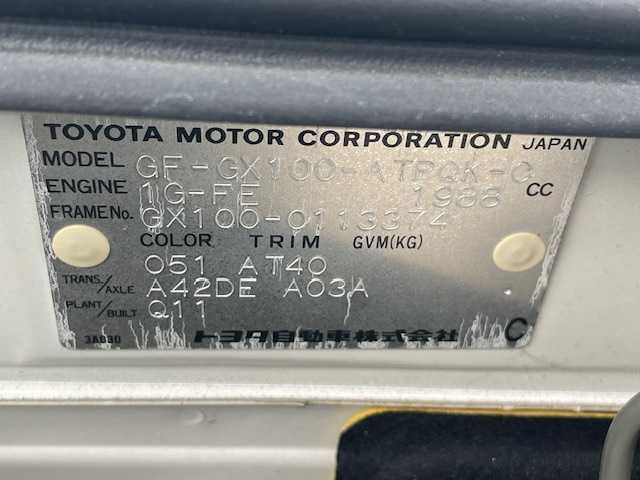 TOYOTA MOTOR CORPORATION JAPAN
MODEL GF-GX100-ATPQK-C
ENGINE 1G-FE 1988 CC
FRAME No. GX100-0113374
COLOR TRIM GVM(KG)
051 AT40
TRANS./AXLE A42DE A03A
PLANT/BUILT Q11
3A830 トヨタ自動車株式会社 C